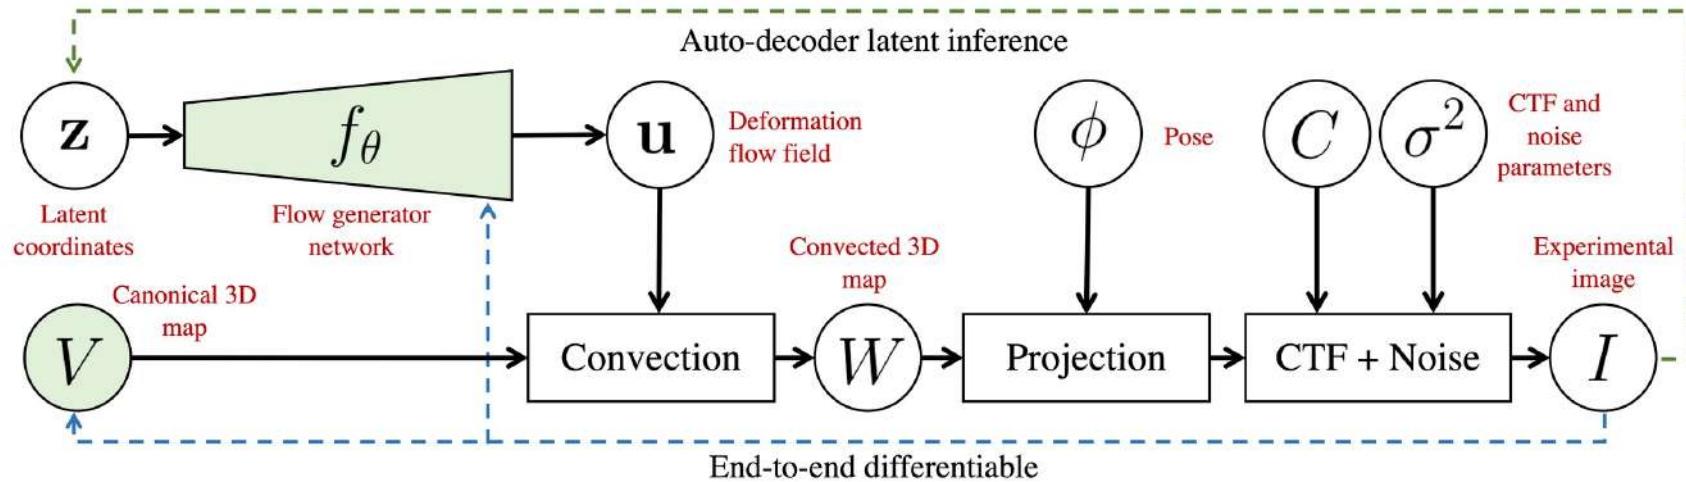 Auto-decoder latent inference
z
f_θ
u
Deformation
flow field
ϕ
Pose
C
σ²
CTF and
noise
parameters
Latent
coordinates
Flow generator
network
Canonical 3D
map
Convected 3D
map
Experimental
image
V
Convection
W
Projection
CTF + Noise
I
End-to-end differentiable